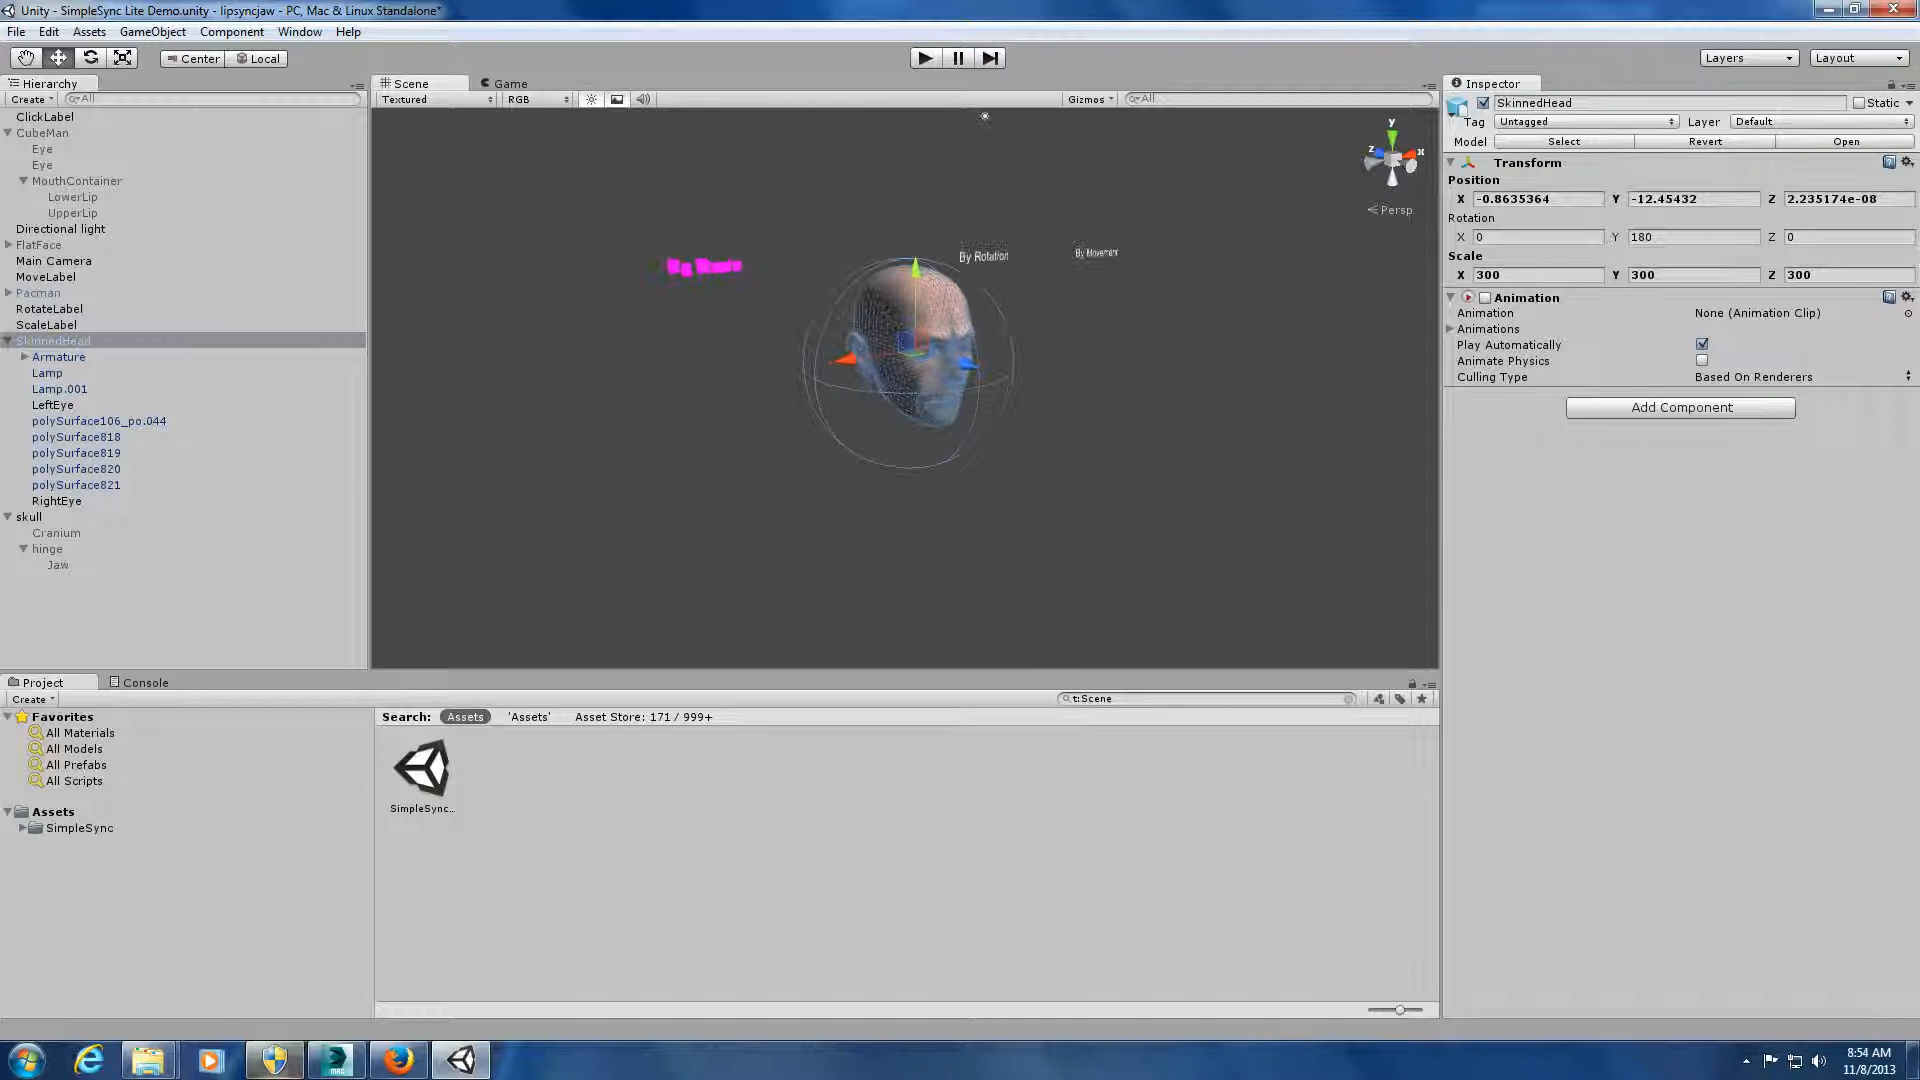 Unity - SimpleSync Lite Demo.unity - lipsyncjaw - PC, Mac & Linux Standalone*
File Edit Assets GameObject Component Window Help
Center Local
Layers Layout
Hierarchy
Create All
ClickLabel
CubeMan
Eye
Eye
MouthContainer
LowerLip
UpperLip
Directional light
FlatFace
Main Camera
MoveLabel
Pacman
RotateLabel
ScaleLabel
SkinnedHead
Armature
Lamp
Lamp.001
LeftEye
polySurface106_po.044
polySurface818
polySurface819
polySurface820
polySurface821
RightEye
skull
Cranium
hinge
Jaw
Scene Game
Textured RGB Gizmos All
y
z x
Persp
By Rotation By Movement
Inspector
SkinnedHead Static
Tag Untagged Layer Default
Model Select Revert Open
Transform
Position
X -0.8635364 Y -12.45432 Z 2.235174e-08
Rotation
X 0 Y 180 Z 0
Scale
X 300 Y 300 Z 300
Animation
Animation None (Animation Clip)
Animations
Play Automatically
Animate Physics
Culling Type Based On Renderers
Add Component
Project Console
Create t:Scene
Favorites
All Materials
All Models
All Prefabs
All Scripts
Assets
SimpleSync
Search: Assets 'Assets' Asset Store: 171 / 999+
SimpleSync...
8:54 AM
11/8/2013